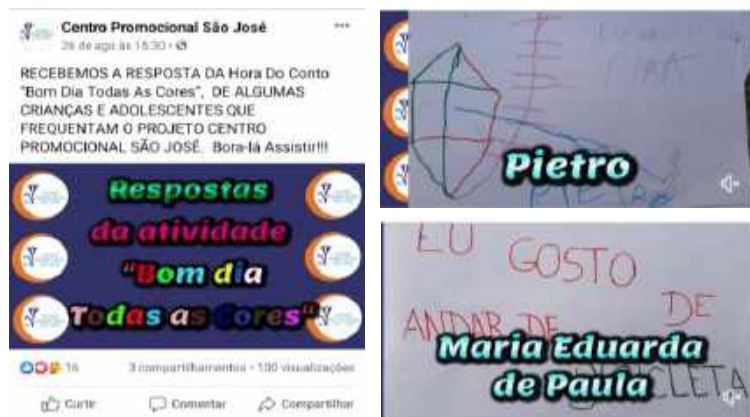 Centro Promocional São José
26 de ago às 15:30
RECEBEMOS A RESPOSTA DA Hora Do Conto
"Bom Dia Todas As Cores", DE ALGUMAS
CRIANÇAS E ADOLESCENTES QUE
FREQUENTAM O PROJETO CENTRO
PROMOCIONAL SÃO JOSÉ. Bora-lá Assistir!!!
Respostas
da atividade
"Bom dia
Todas as Cores"
16
3 compartilhamentos • 100 visualizações
Curtir
Comentar
Compartilhar
PIPA
Pietro
EU GOSTO
ANDAR DE DE
Maria Eduarda
de Paula
BICICLETA